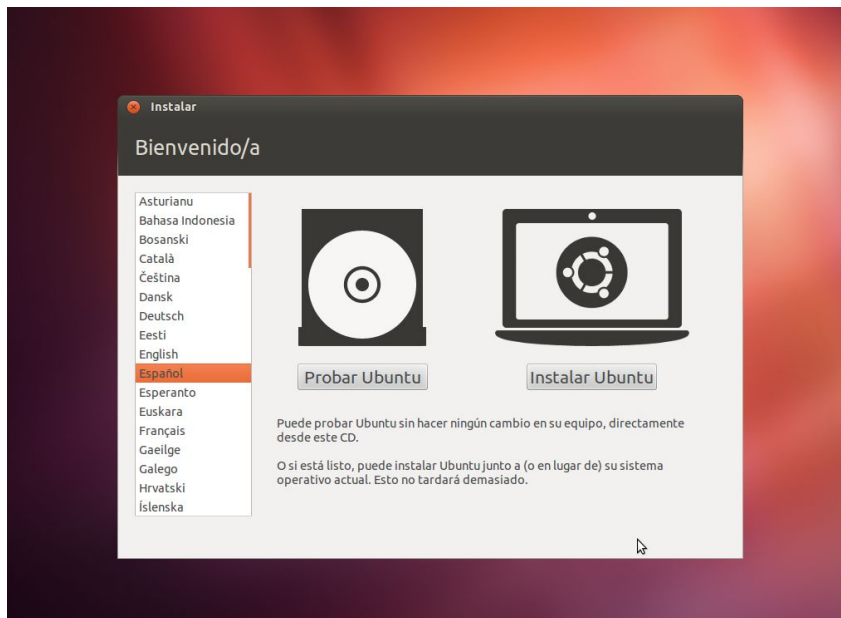 Instalar
Bienvenido/a
Asturianu
Bahasa Indonesia
Bosanski
Català
Čeština
Dansk
Deutsch
Eesti
English
Español
Esperanto
Euskara
Français
Gaeilge
Galego
Hrvatski
Íslenska
Probar Ubuntu
Instalar Ubuntu
Puede probar Ubuntu sin hacer ningún cambio en su equipo, directamente
desde este CD.
O si está listo, puede instalar Ubuntu junto a (o en lugar de) su sistema
operativo actual. Esto no tardará demasiado.